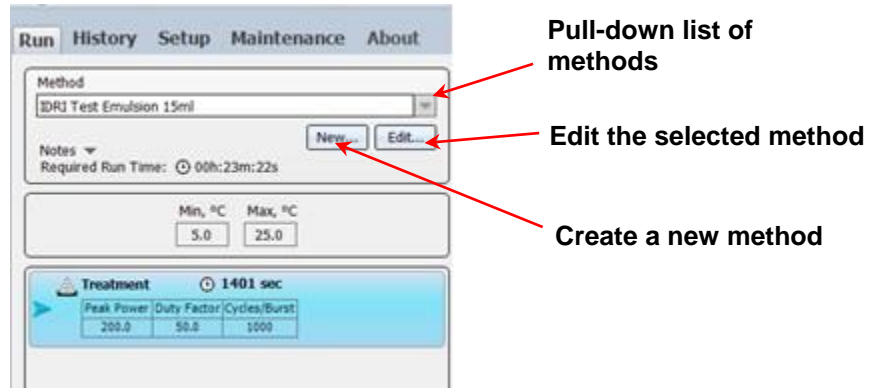 Run History Setup Maintenance About
Pull-down list of
methods
Method
IDRI Test Emulsion 15ml
New... Edit...
Edit the selected method
Notes
Required Run Time: 00h:23m:22s
Min, ºC Max, ºC
5.0 25.0
Create a new method
Treatment 1401 sec
Peak Power Duty Factor Cycles/Burst
200.0 50.0 1000